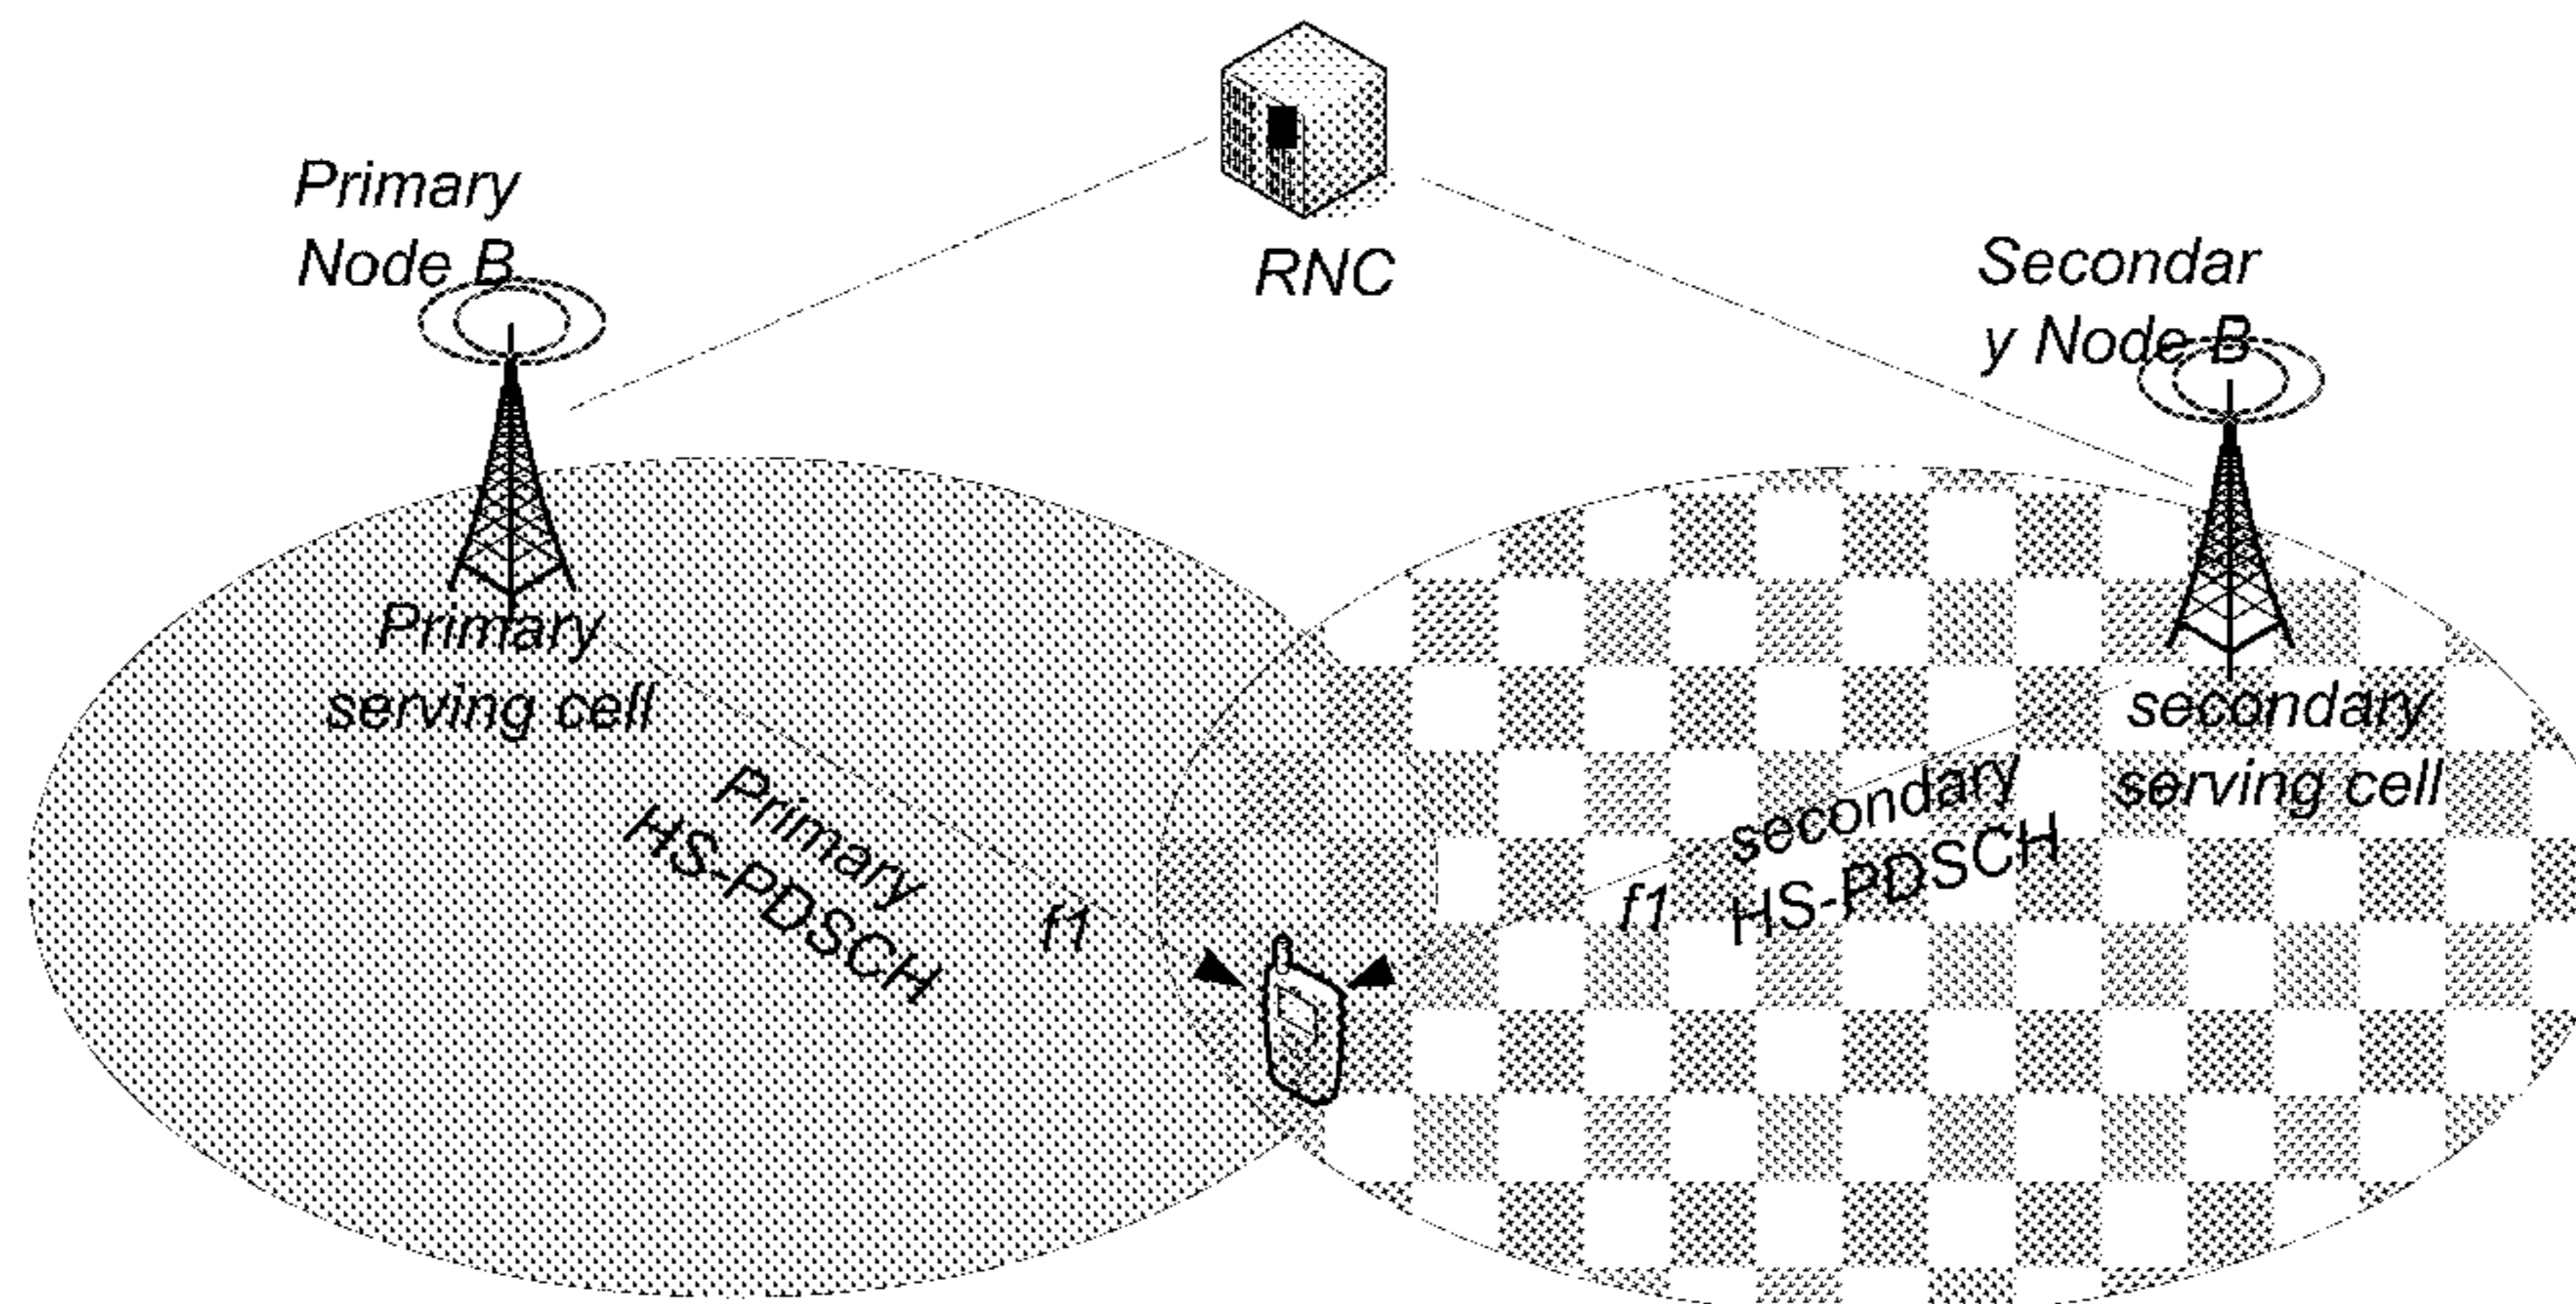 Primary
Node B
RNC
Secondar
y Node B
Primary
serving cell
secondary
serving cell
Primary
HS-PDSCH
f1
f1
secondary
HS-PDSCH